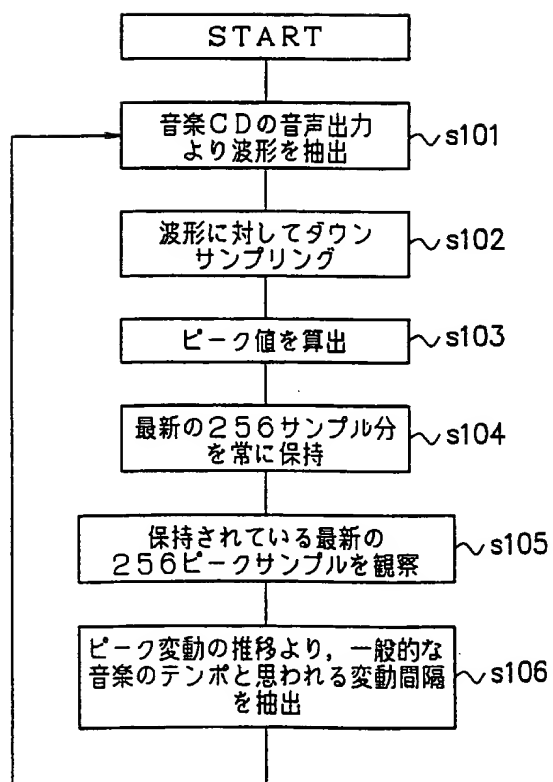 START
音楽CDの音声出力
より波形を抽出
s101
波形に対してダウン
サンプリング
s102
ピーク値を算出
s103
最新の256サンプル分
を常に保持
s104
保持されている最新の
256ピークサンプルを観察
s105
ピーク変動の推移より,一般的な
音楽のテンポと思われる変動間隔
を抽出
s106